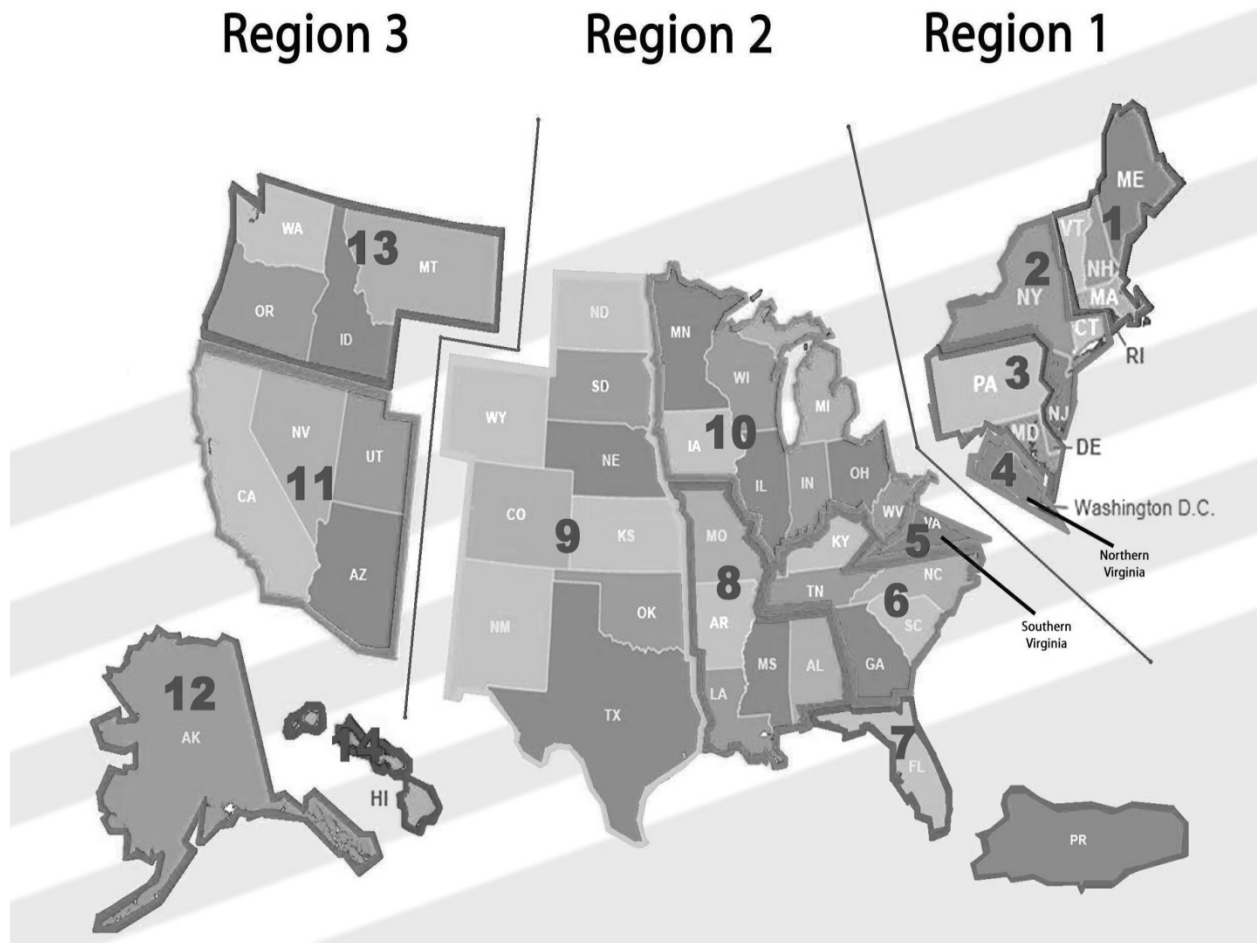 Region 3
Region 2
Region 1
WA
13
MT
OR
ID
CA
NV
UT
11
AZ
12
AK
14
HI
ND
MN
SD
WI
MI
WY
IA
10
NE
IL
IN
OH
CO
9
KS
MO
KY
WV
VA
5
8
NM
OK
AR
TN
NC
6
SC
TX
LA
MS
AL
GA
7
FL
Southern
Virginia
ME
VT
1
2
NH
NY
MA
CT
RI
PA
3
NJ
MD
DE
4
Washington D.C.
Northern
Virginia
PR